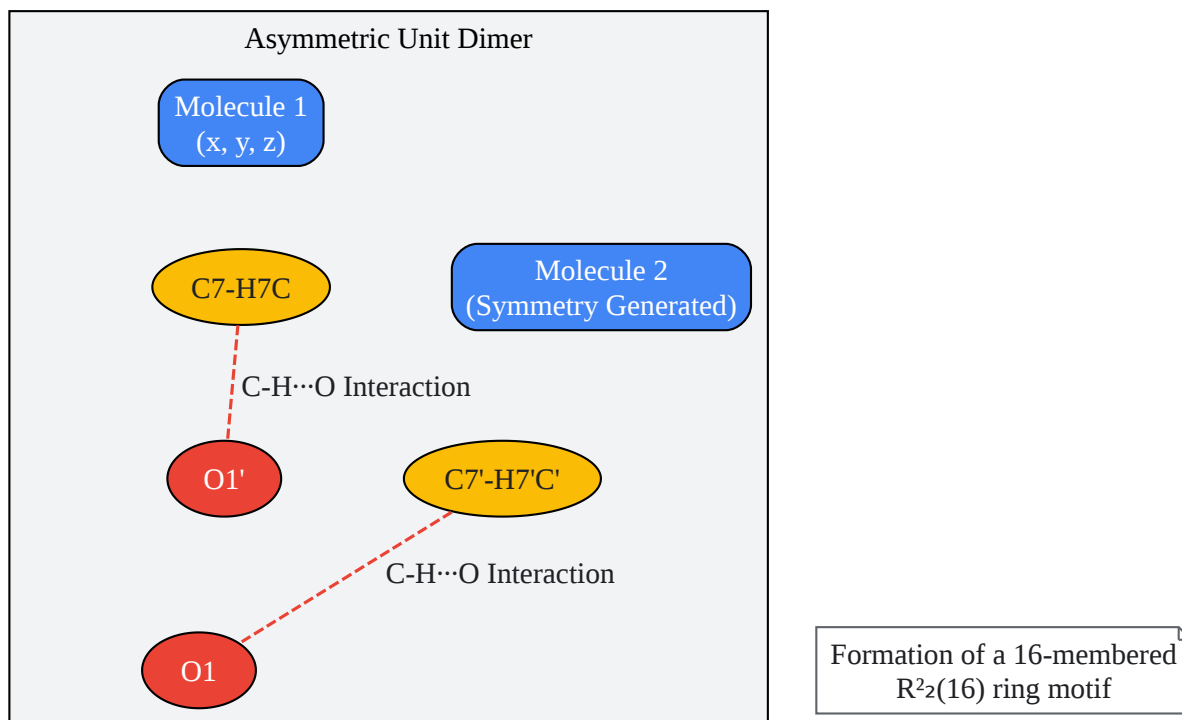 Asymmetric Unit Dimer
Molecule 1
(x, y, z)
C7-H7C
Molecule 2
(Symmetry Generated)
C-H···O Interaction
O1'
C7'-H7'C'
C-H···O Interaction
O1
Formation of a 16-membered
R²₂(16) ring motif